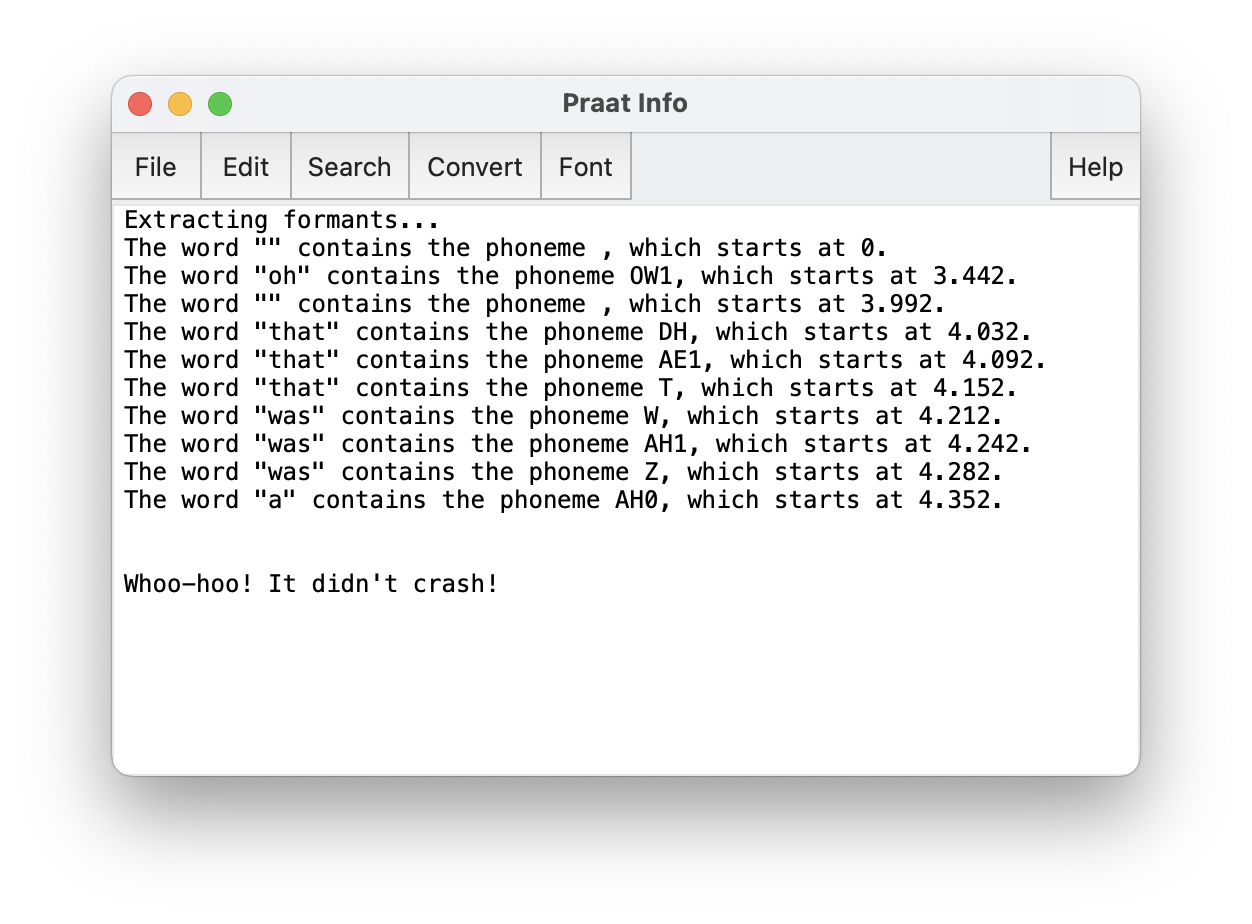 Praat Info
File Edit Search Convert Font Help
Extracting formants...
The word "" contains the phoneme , which starts at 0.
The word "oh" contains the phoneme OW1, which starts at 3.442.
The word "" contains the phoneme , which starts at 3.992.
The word "that" contains the phoneme DH, which starts at 4.032.
The word "that" contains the phoneme AE1, which starts at 4.092.
The word "that" contains the phoneme T, which starts at 4.152.
The word "was" contains the phoneme W, which starts at 4.212.
The word "was" contains the phoneme AH1, which starts at 4.242.
The word "was" contains the phoneme Z, which starts at 4.282.
The word "a" contains the phoneme AH0, which starts at 4.352.
Whoo-hoo! It didn't crash!